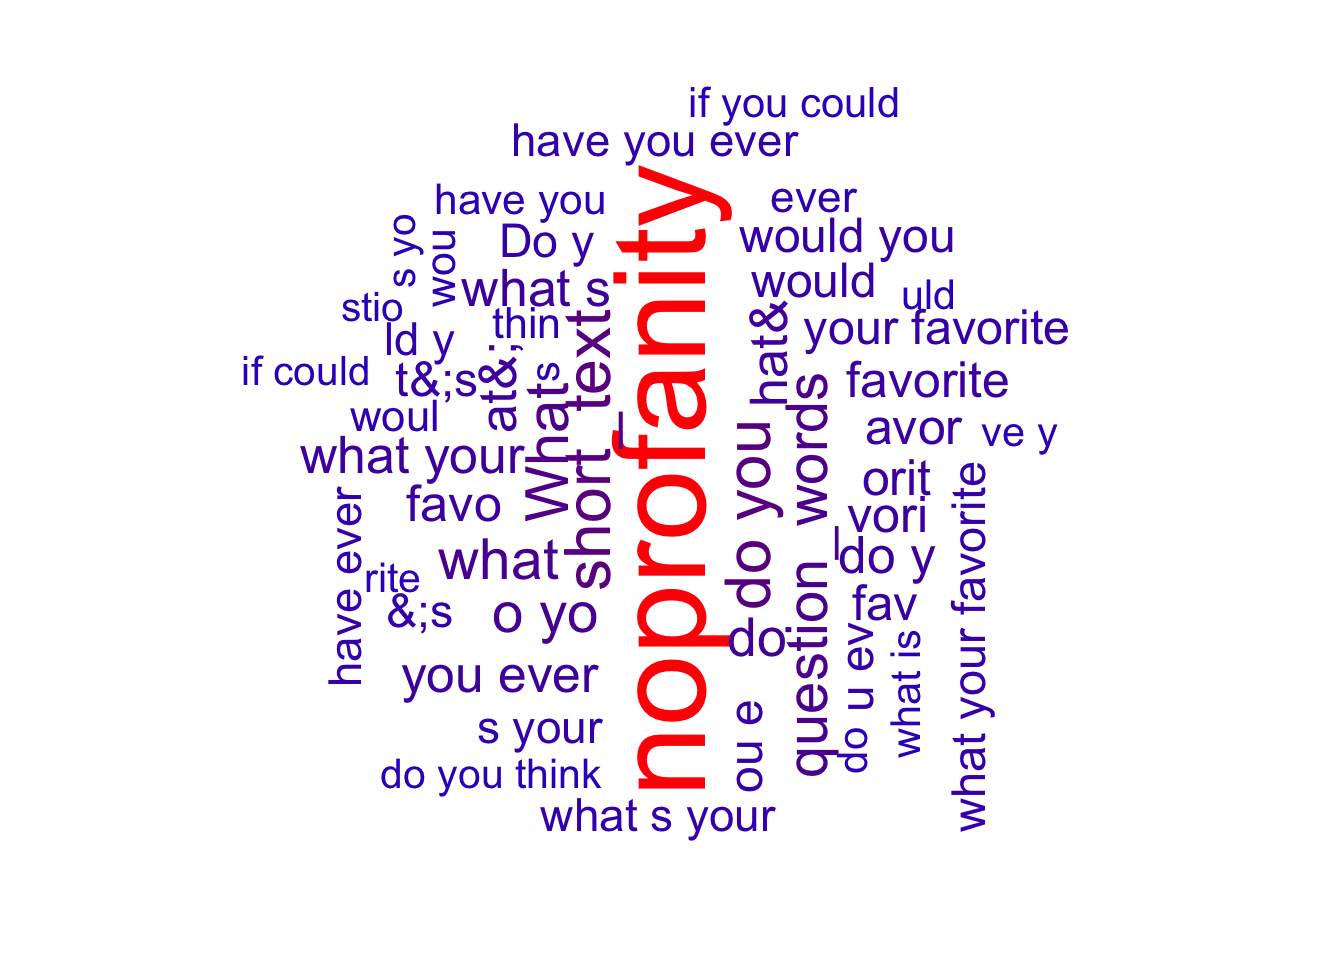 if you could
have you ever
have you
ever
s yo
wou
Do y
would you
what s
would
uld
stio
thin
hat&
your favorite
ld y
if could
t&;s
at&;
s
short_texts
noprofanity
favorite
woul
What
do you
question_words
avor
ve y
what your
orit
favo
vori
what
do y
have ever
rite
&;s
o yo
do
fav
what your favorite
you ever
do u ev
what is
s your
ou e
do you think
what s your